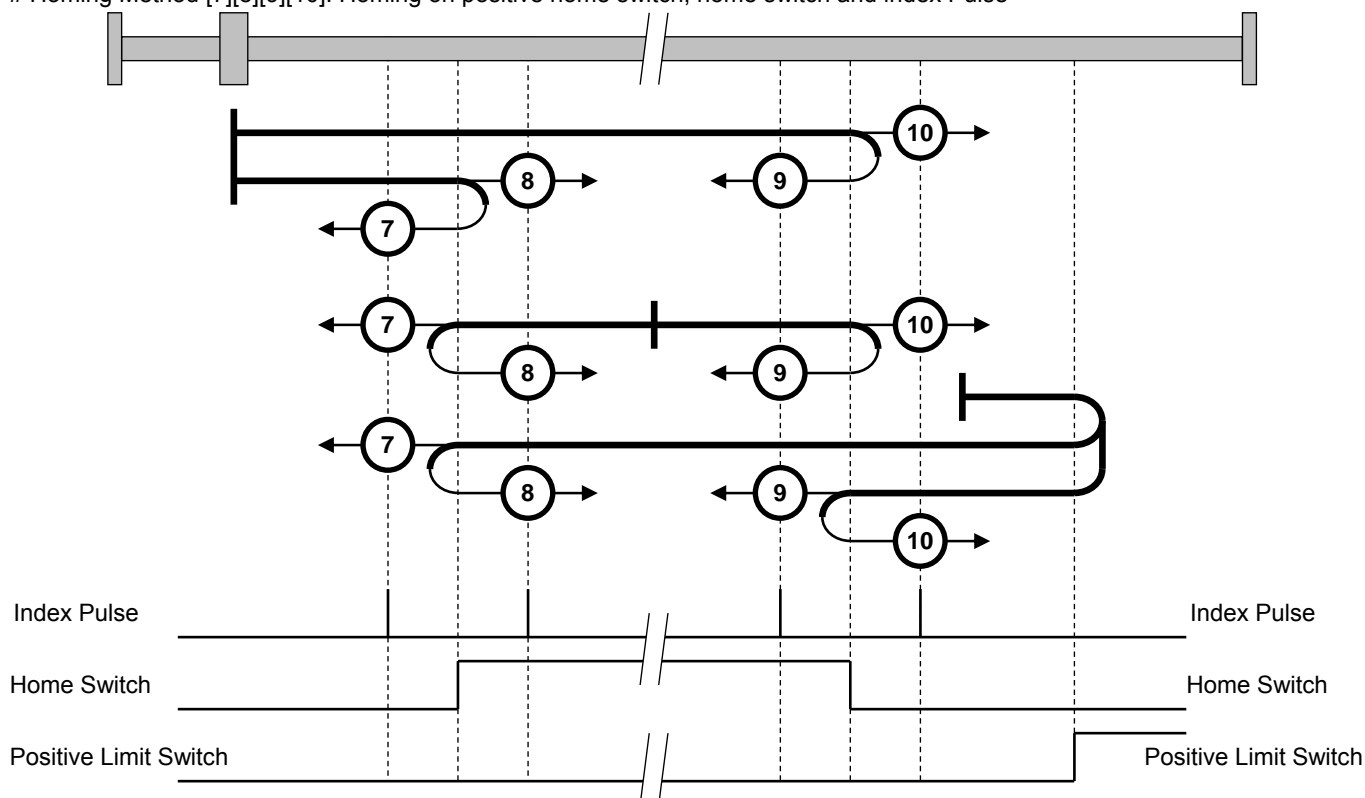 Homing Method [7][8][9][10]: Homing on positive home switch, home switch and Index Pulse
10
8 9
7
7 10
8 9
7
8 9
10
Index Pulse Index Pulse
Home Switch Home Switch
Positive Limit Switch Positive Limit Switch